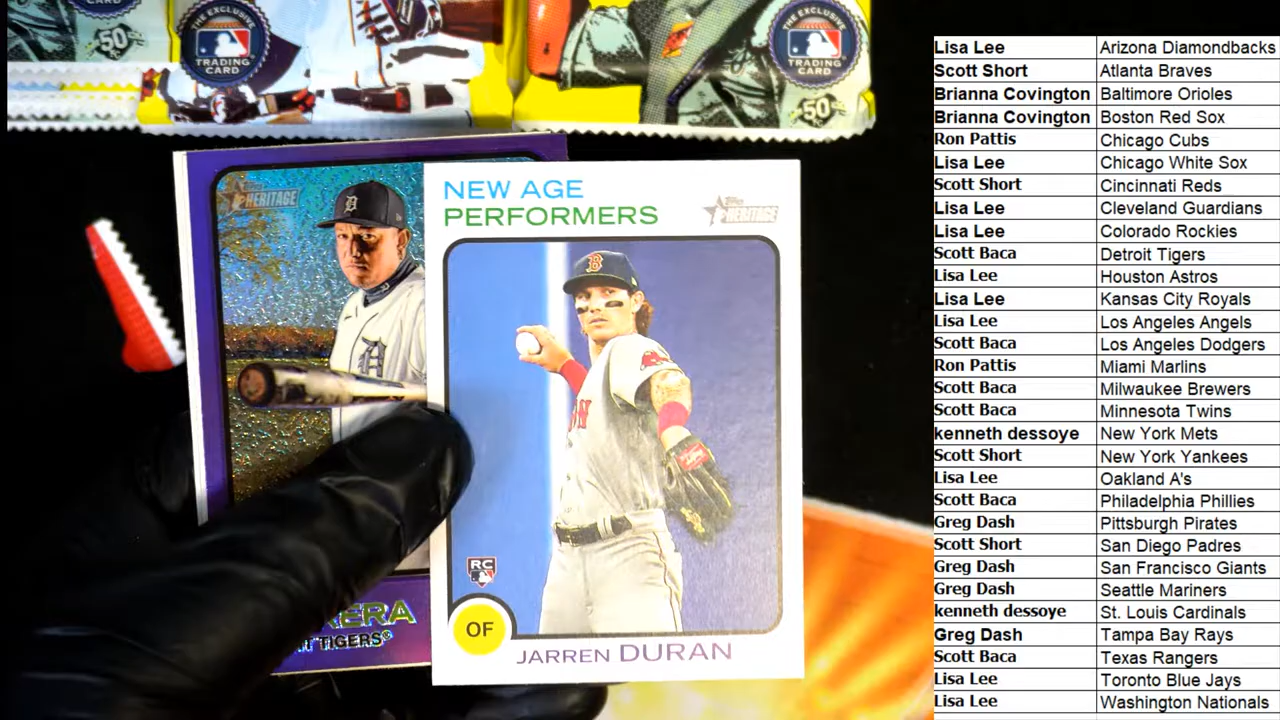 THE EXCLUSIVE
TRADING CARD
50
THE EXCLUSIVE
TRADING CARD
50
Topps
HERITAGE
NEW AGE
PERFORMERS
Topps
HERITAGE
D
B
RC
OF
JARREN DURAN
RERA
TIGERS®
Lisa Lee Arizona Diamondbacks
Scott Short Atlanta Braves
Brianna Covington Baltimore Orioles
Brianna Covington Boston Red Sox
Ron Pattis Chicago Cubs
Lisa Lee Chicago White Sox
Scott Short Cincinnati Reds
Lisa Lee Cleveland Guardians
Lisa Lee Colorado Rockies
Scott Baca Detroit Tigers
Lisa Lee Houston Astros
Lisa Lee Kansas City Royals
Lisa Lee Los Angeles Angels
Scott Baca Los Angeles Dodgers
Ron Pattis Miami Marlins
Scott Baca Milwaukee Brewers
Scott Baca Minnesota Twins
kenneth dessoye New York Mets
Scott Short New York Yankees
Lisa Lee Oakland A's
Scott Baca Philadelphia Phillies
Greg Dash Pittsburgh Pirates
Scott Short San Diego Padres
Greg Dash San Francisco Giants
Greg Dash Seattle Mariners
kenneth dessoye St. Louis Cardinals
Greg Dash Tampa Bay Rays
Scott Baca Texas Rangers
Lisa Lee Toronto Blue Jays
Lisa Lee Washington Nationals